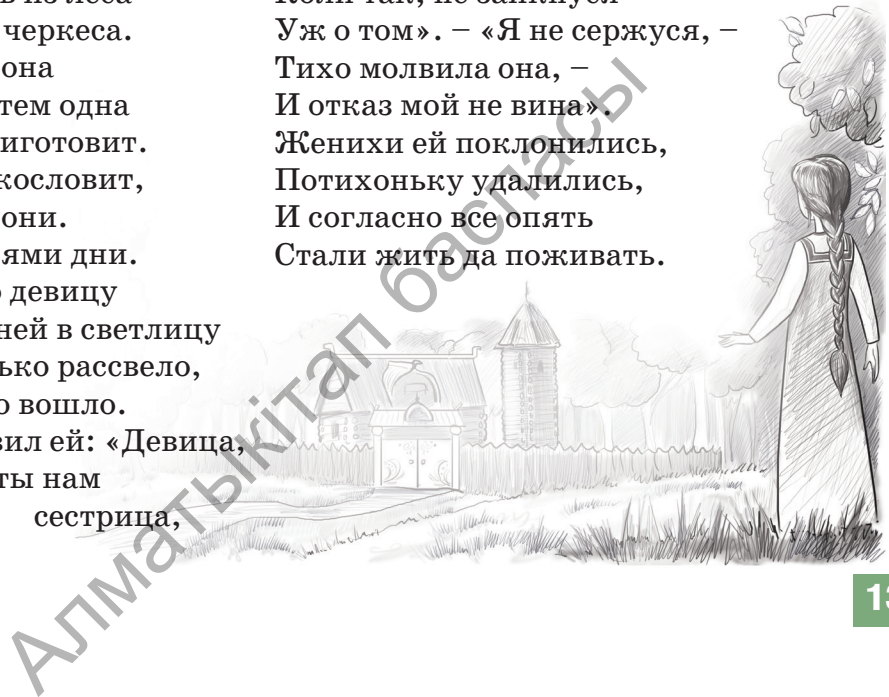 з леса
черкеса.
она
тем одна
иготовит.
кословит,
они.
ями дни.
девицу
ней в светлицу
ько рассвело,
о вошло.
вил ей: «Девица,
ты нам
сестрица,
Уж о том». – «Я не сержуся, –
Тихо молвила она, –
И отказ мой не вина».
Женихи ей поклонились,
Потихоньку удалились,
И согласно все опять
Стали жить да поживать.
Алматыкітап баспасы